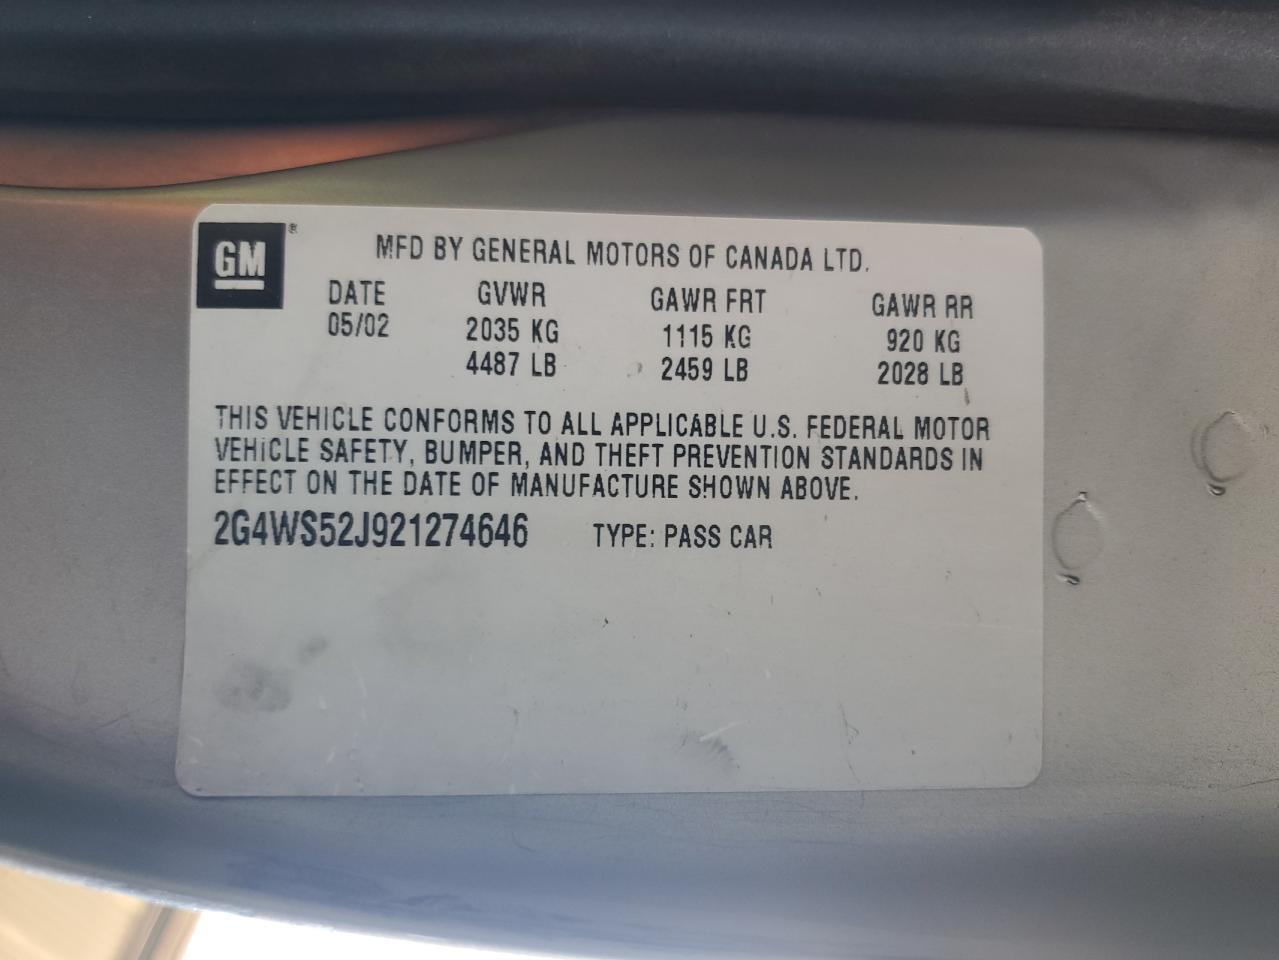 GM®
MFD BY GENERAL MOTORS OF CANADA LTD.
DATE GVWR GAWR FRT GAWR RR
05/02 2035 KG 1115 KG 920 KG
4487 LB 2459 LB 2028 LB
THIS VEHICLE CONFORMS TO ALL APPLICABLE U.S. FEDERAL MOTOR
VEHICLE SAFETY, BUMPER, AND THEFT PREVENTION STANDARDS IN
EFFECT ON THE DATE OF MANUFACTURE SHOWN ABOVE.
2G4WS52J921274646 TYPE: PASS CAR